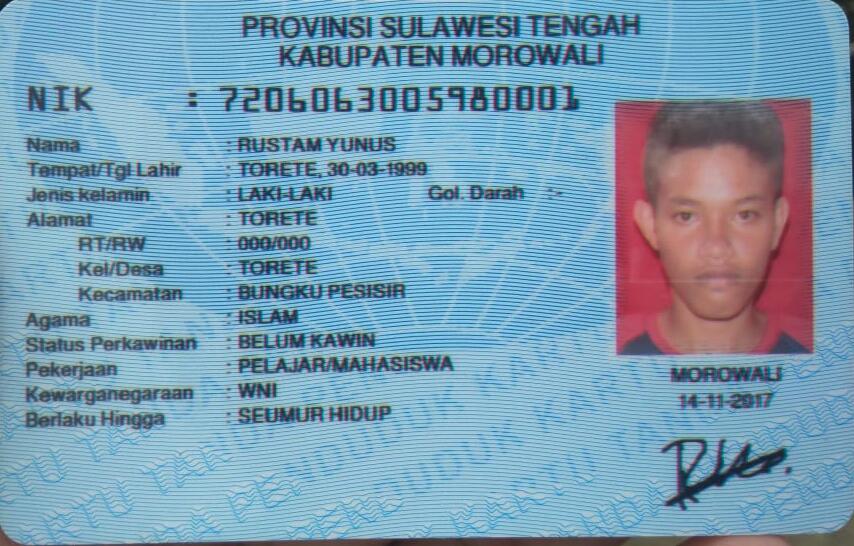 PROVINSI SULAWESI TENGAH
KABUPATEN MOROWALI
NIK : 7206063005980001
Nama : RUSTAM YUNUS
Tempat/Tgl Lahir : TORETE, 30-03-1999
Jenis kelamin : LAKI-LAKI Gol. Darah :-
Alamat : TORETE
RT/RW : 000/000
Kel/Desa : TORETE
Kecamatan : BUNGKU PESISIR
Agama : ISLAM
Status Perkawinan : BELUM KAWIN
Pekerjaan : PELAJAR/MAHASISWA
Kewarganegaraan : WNI
Berlaku Hingga : SEUMUR HIDUP
MOROWALI
14-11-2017